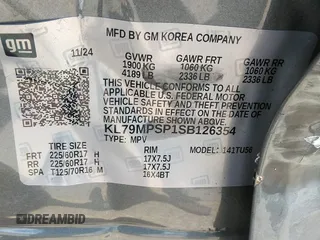 MFD BY GM KOREA COMPANY
gm
11/24
GVWR GAWR FRT GAWR RR
1900 KG 1060 KG 1060 KG
4189 LB 2336 LB 2336 LB
THIS VEHICLE CONFORMS TO ALL APPLICABLE
U.S. FEDERAL MOTOR VEHICLE SAFETY, BUMPER,
AND THEFT PREVENTION STANDARDS IN EFFECT
ON THE DATE OF MANUFACTURE SHOWN ABOVE.
KL79MPSP1SB126354
TYPE: MPV MODEL: 1TU56
TIRE SIZE RIM
FRT 225/60R17 H 17X7.5J
RR 225/60R17 H 17X7.5J
SPA T125/70R16 M 16X4BT
DREAMBID